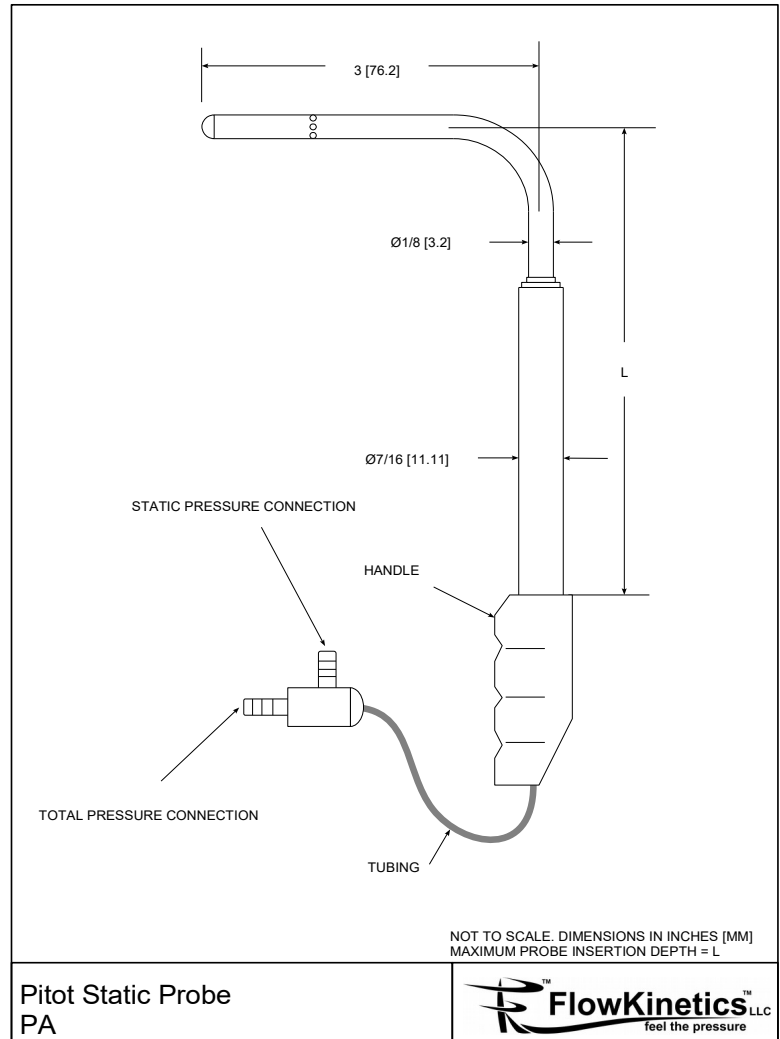 3 [76.2]
Ø1/8 [3.2]
L
Ø7/16 [11.11]
STATIC PRESSURE CONNECTION
HANDLE
TOTAL PRESSURE CONNECTION
TUBING
NOT TO SCALE. DIMENSIONS IN INCHES [MM]
MAXIMUM PROBE INSERTION DEPTH = L
Pitot Static Probe
PA
™ FlowKinetics™ LLC
feel the pressure